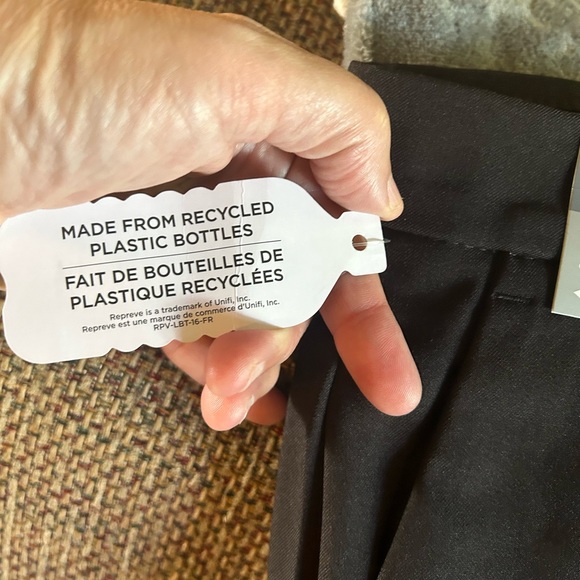 MADE FROM RECYCLED
PLASTIC BOTTLES
FAIT DE BOUTEILLES DE
PLASTIQUE RECYCLÉES
Repreve is a trademark of Unifi, Inc.
Repreve est une marque de commerce d'Unifi, Inc.
RPV-LBT-16-FR